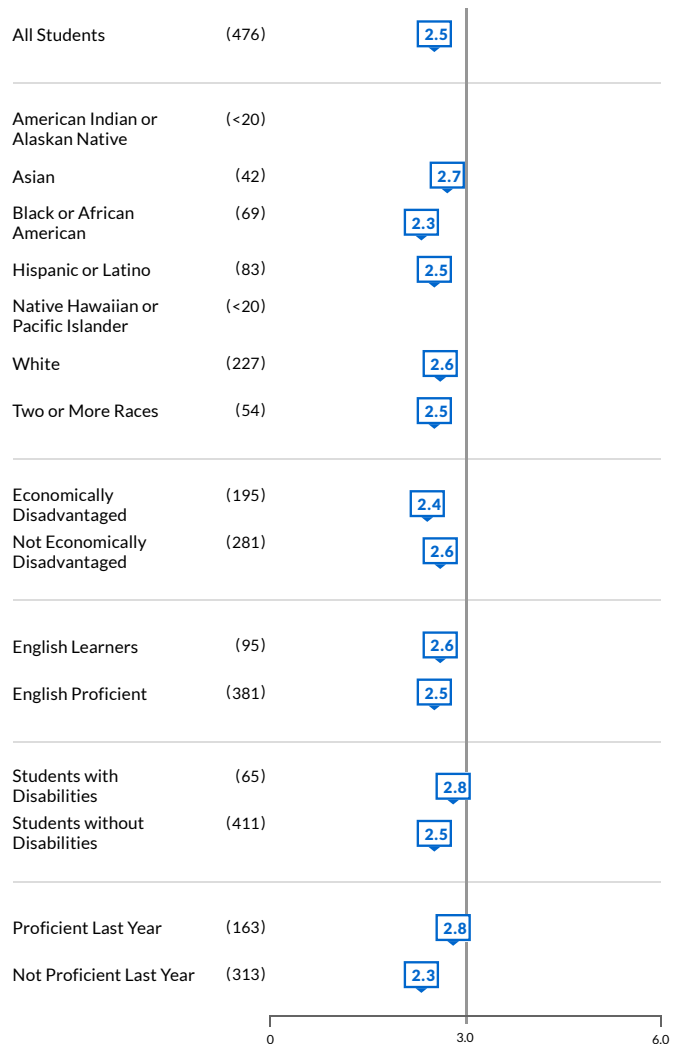 All Students (476) 2.5
American Indian or (<20)
Alaskan Native
Asian (42) 2.7
Black or African (69) 2.3
American
Hispanic or Latino (83) 2.5
Native Hawaiian or (<20)
Pacific Islander
White (227) 2.6
Two or More Races (54) 2.5
Economically (195) 2.4
Disadvantaged
Not Economically (281) 2.6
Disadvantaged
English Learners (95) 2.6
English Proficient (381) 2.5
Students with (65) 2.8
Disabilities
Students without (411) 2.5
Disabilities
Proficient Last Year (163) 2.8
Not Proficient Last Year (313) 2.3
0 3.0 6.0